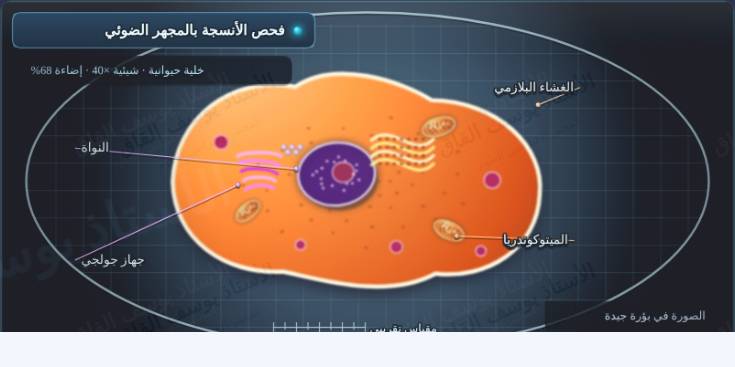 فحص الأنسجة بالمجهر الضوئي
خلية حيوانية · شيئية 40× · إضاءة 68%
الغشاء البلازمي
النواة
الميتوكوندريا
جهاز جولجي
الصورة في بؤرة جيدة
مقياس تقريبي